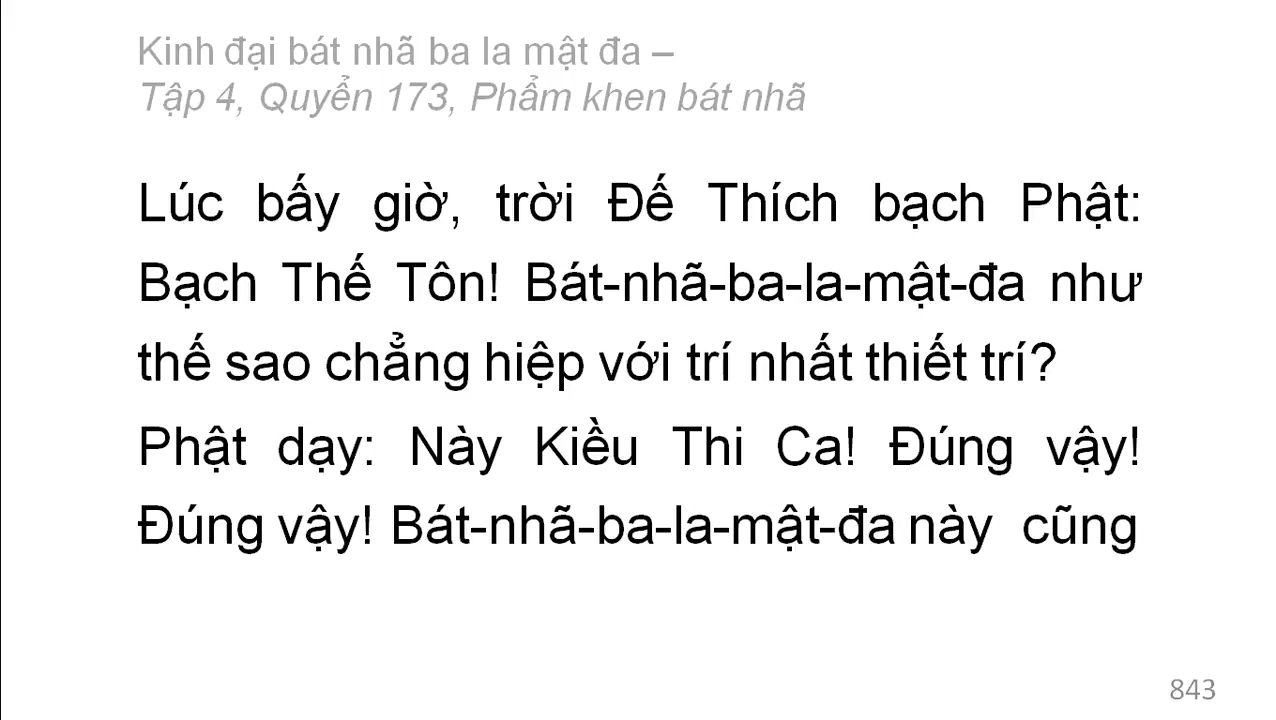 Kinh đại bát nhã ba la mật đa –
Tập 4, Quyển 173, Phẩm khen bát nhã
Lúc bấy giờ, trời Đế Thích bạch Phật:
Bạch Thế Tôn! Bát-nhã-ba-la-mật-đa như
thế sao chẳng hiệp với trí nhất thiết trí?
Phật dạy: Này Kiều Thi Ca! Đúng vậy!
Đúng vậy! Bát-nhã-ba-la-mật-đa này cũng
843